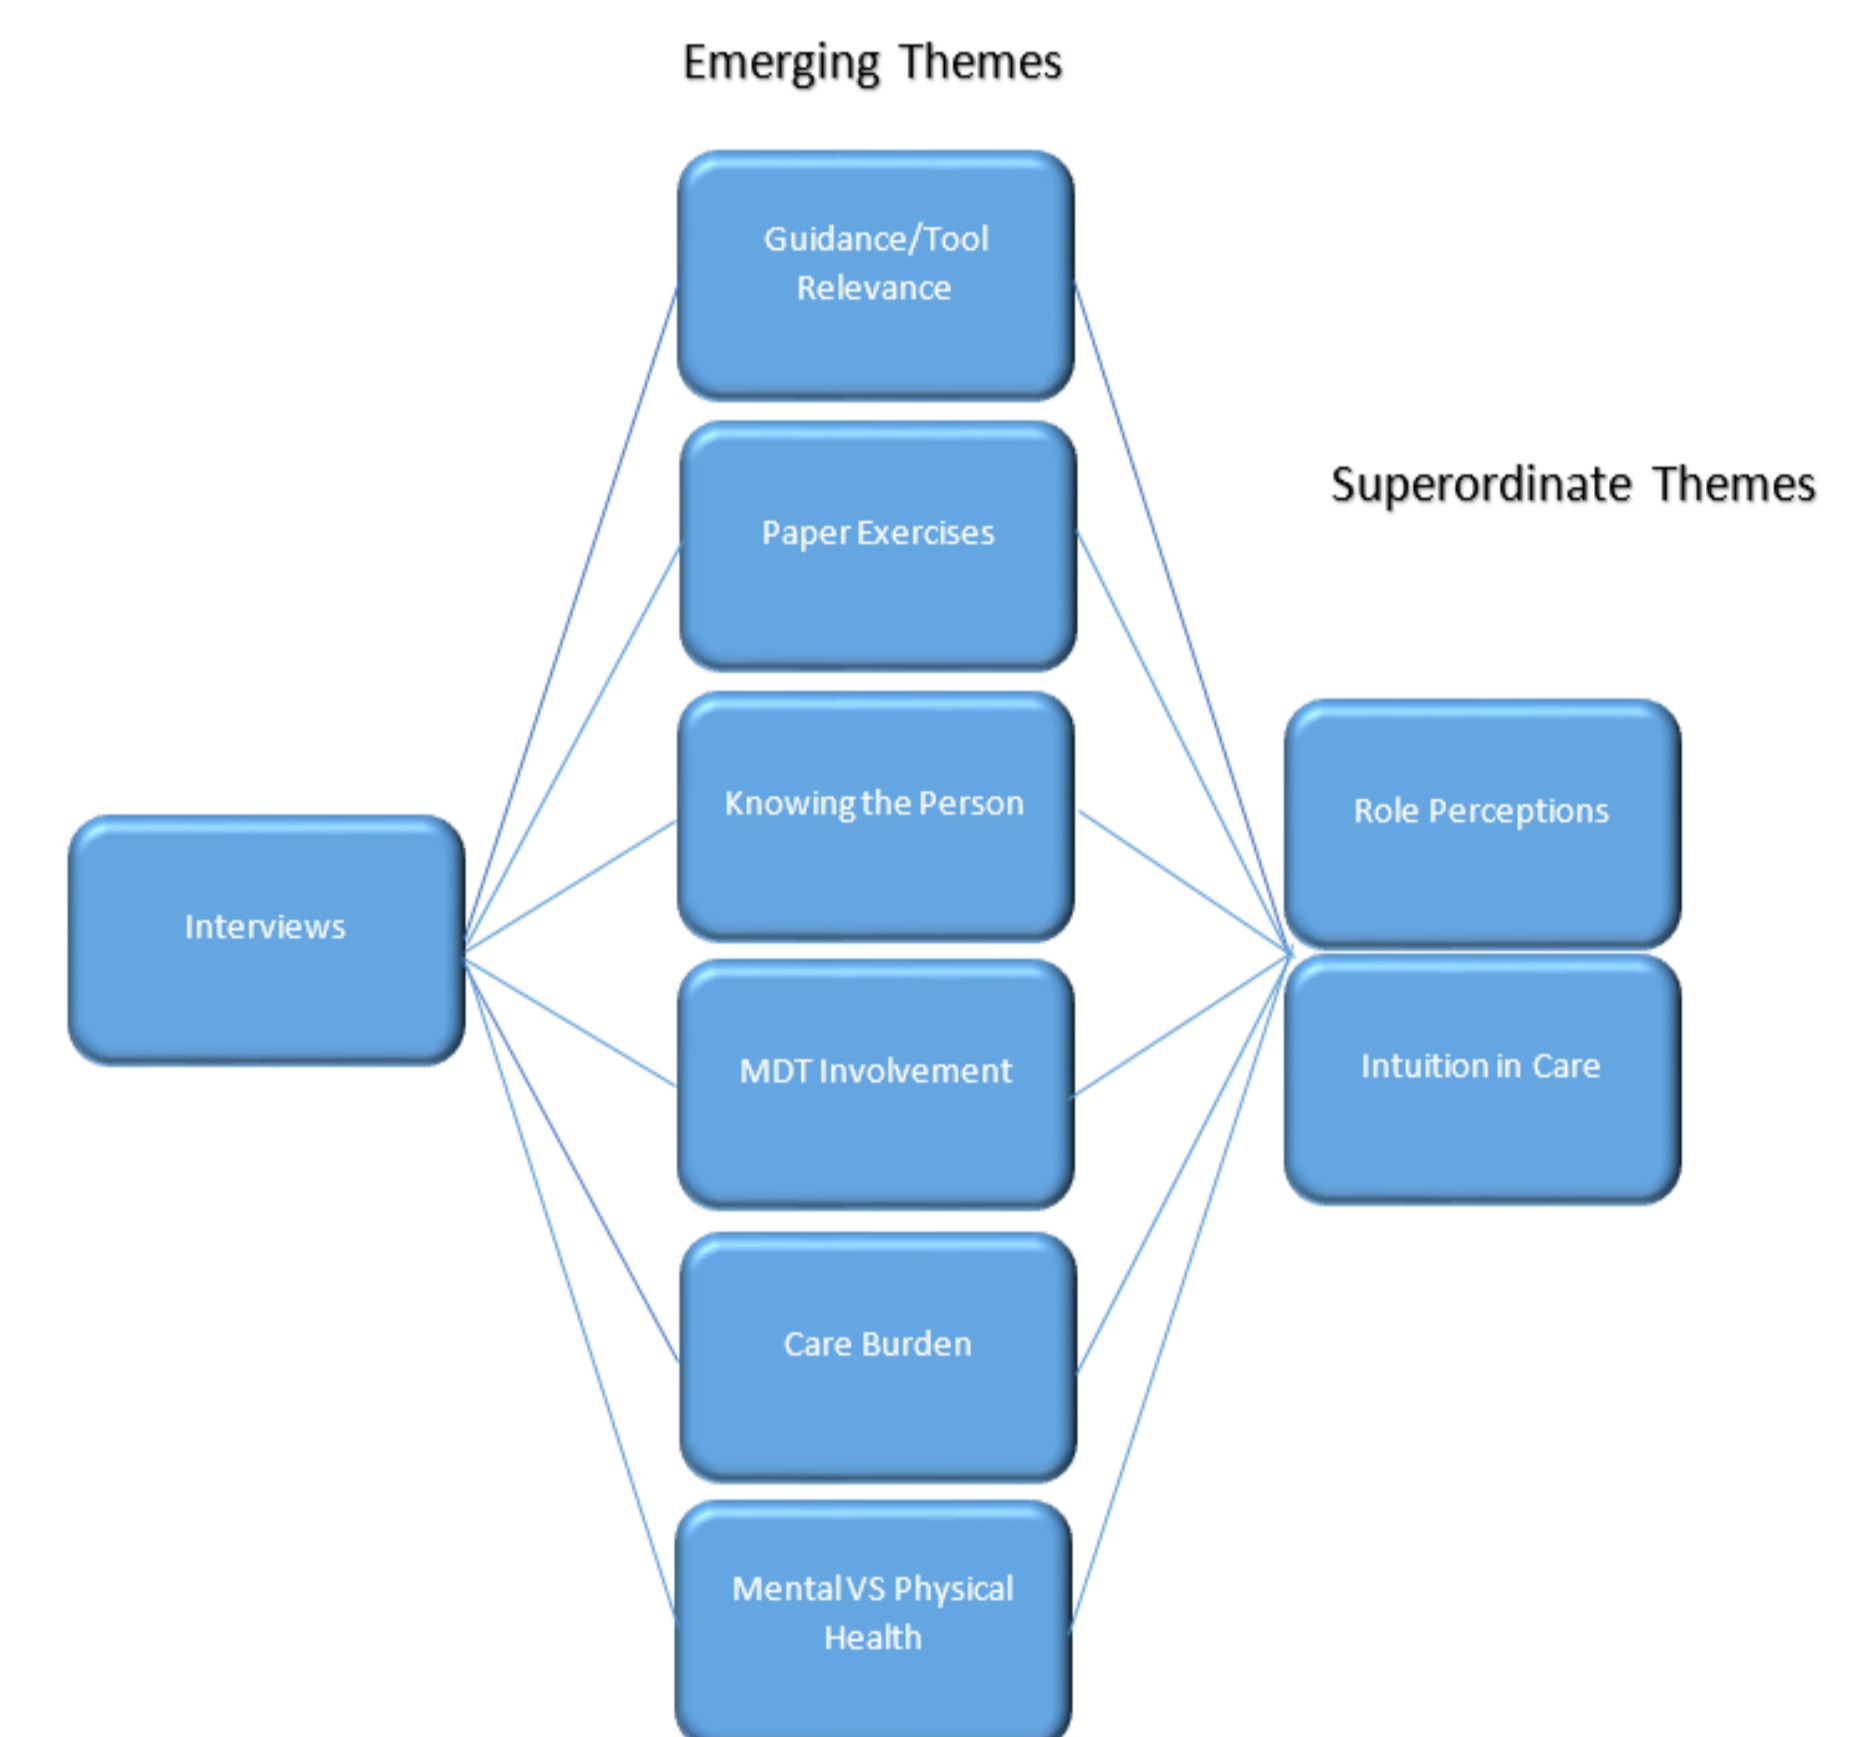 Emerging Themes
Guidance/Tool
Relevance
Paper Exercises
Superordinate Themes
Knowing the Person
Role Perceptions
Interviews
MDT Involvement
Intuition in Care
Care Burden
Mental VS Physical
Health